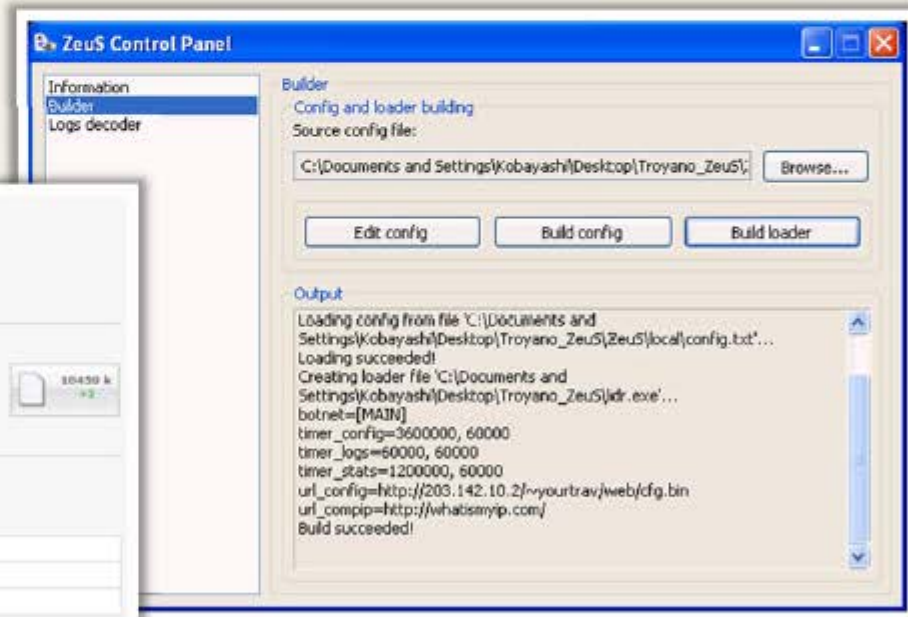 ZeuS Control Panel
Information
Builder
Logs decoder
Builder
Config and loader building
Source config file:
C:\Documents and Settings\Kobayashi\Desktop\Troyano_ZeuS\
Browse...
Edit config
Build config
Build loader
Output
Loading config from file 'C:\Documents and
Settings\Kobayashi\Desktop\Troyano_ZeuS\ZeuS\local\config.txt'...
Loading succeeded!
Creating loader file 'C:\Documents and
Settings\Kobayashi\Desktop\Troyano_ZeuS\ldr.exe'...
botnet=[MAIN]
timer_config=3600000, 60000
timer_logs=60000, 60000
timer_stats=1200000, 60000
url_config=http://203.142.10.2/~yourtrav/web/cfg.bin
url_compip=http://whatismyip.com/
Build succeeded!